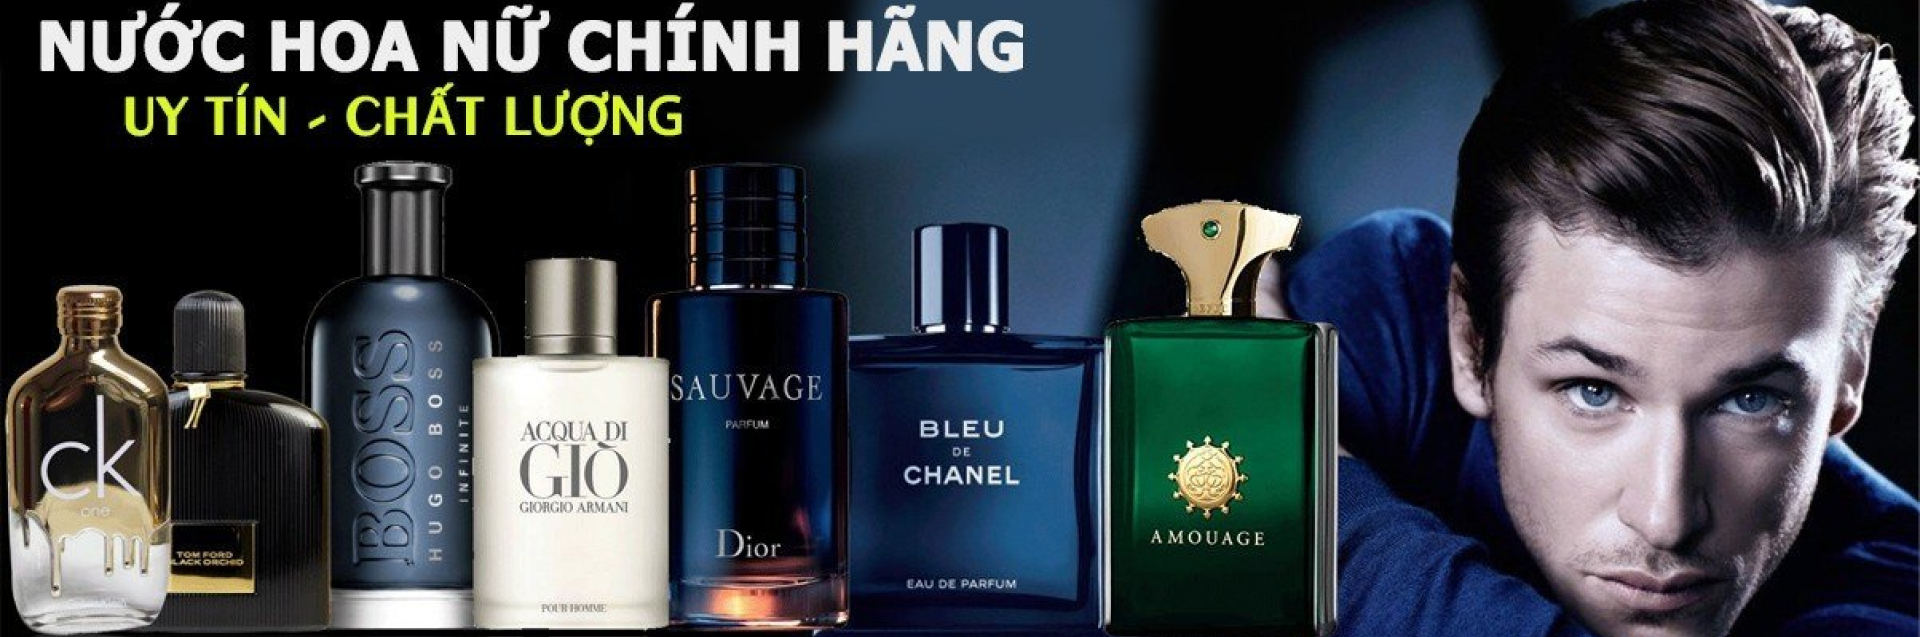 NƯỚC HOA NỮ CHÍNH HÃNG
UY TÍN - CHẤT LƯỢNG
ck
one
TOM FORD
BLACK ORCHID
BOSS
HUGO BOSS
INFINITE
ACQUA DI
GIÒ
GIORGIO ARMANI
POUR HOMME
SAUVAGE
PARFUM
Dior
BLEU
DE
CHANEL
EAU DE PARFUM
AMOUAGE